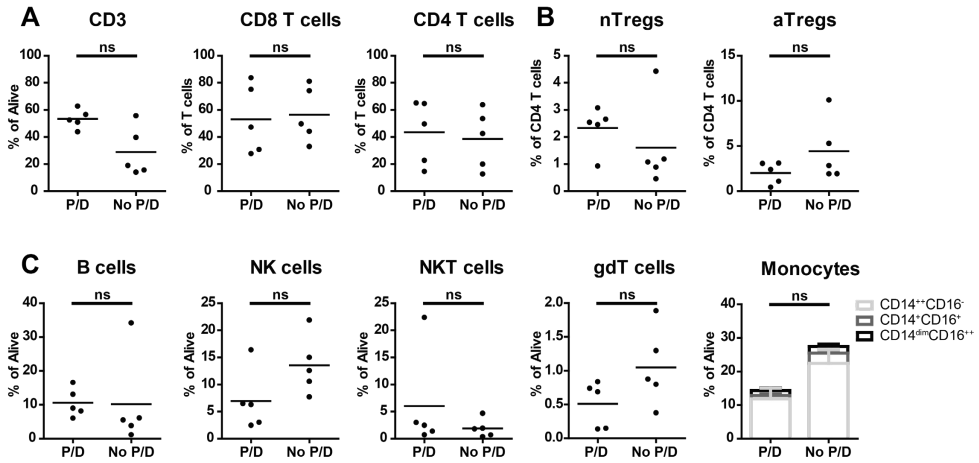 A
CD3
CD8 T cells
CD4 T cells
B
nTregs
aTregs
ns
ns
ns
ns
ns
% of Alive
100
80
60
40
20
0
P/D No P/D
% of T cells
100
80
60
40
20
0
P/D No P/D
% of T cells
100
80
60
40
20
0
P/D No P/D
% of CD4 T cells
5
4
3
2
1
0
P/D No P/D
% of CD4 T cells
15
10
5
0
P/D No P/D
C
B cells
NK cells
NKT cells
gdT cells
Monocytes
ns
ns
ns
ns
ns
% of Alive
40
30
20
10
0
P/D No P/D
% of Alive
25
20
15
10
5
0
P/D No P/D
% of Alive
25
20
15
10
5
0
P/D No P/D
% of Alive
2.0
1.5
1.0
0.5
0.0
P/D No P/D
% of Alive
40
30
20
10
0
P/D No P/D
CD14⁺⁺CD16⁻
CD14⁺CD16⁺
CD14ᵈⁱᵐCD16⁺⁺